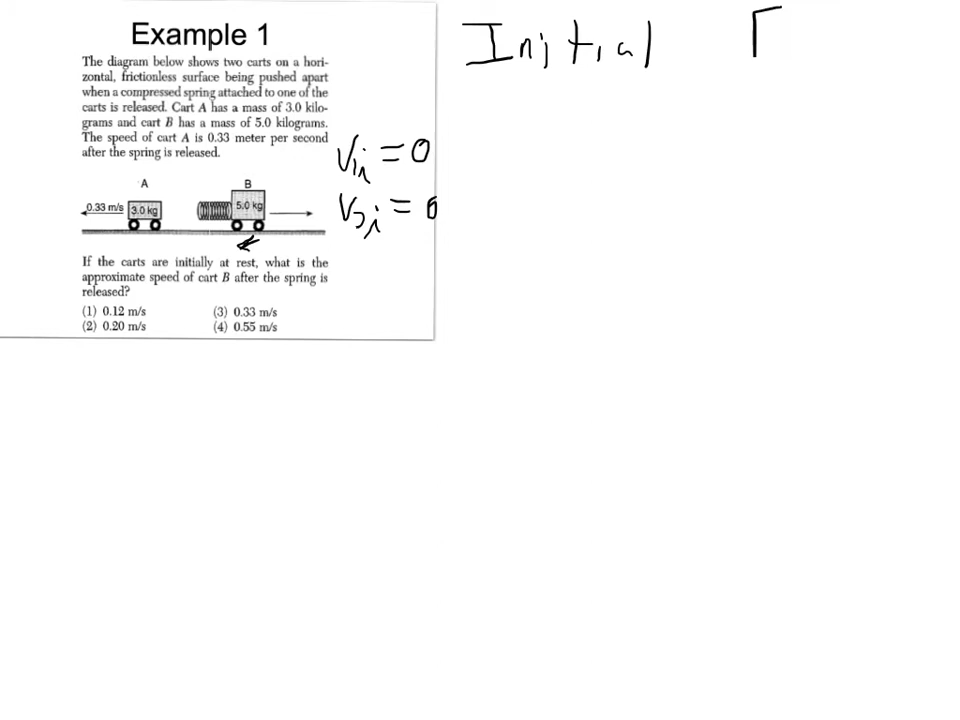 Example 1
The diagram below shows two carts on a hori-
zontal, frictionless surface being pushed apart
when a compressed spring attached to one of the
carts is released. Cart A has a mass of 3.0 kilo-
grams and cart B has a mass of 5.0 kilograms.
The speed of cart A is 0.33 meter per second
after the spring is released.
A B
0.33 m/s 3.0 kg 5.0 kg
If the carts are initially at rest, what is the
approximate speed of cart B after the spring is
released?
(1) 0.12 m/s (3) 0.33 m/s
(2) 0.20 m/s (4) 0.55 m/s
Initial
= 0
= 0